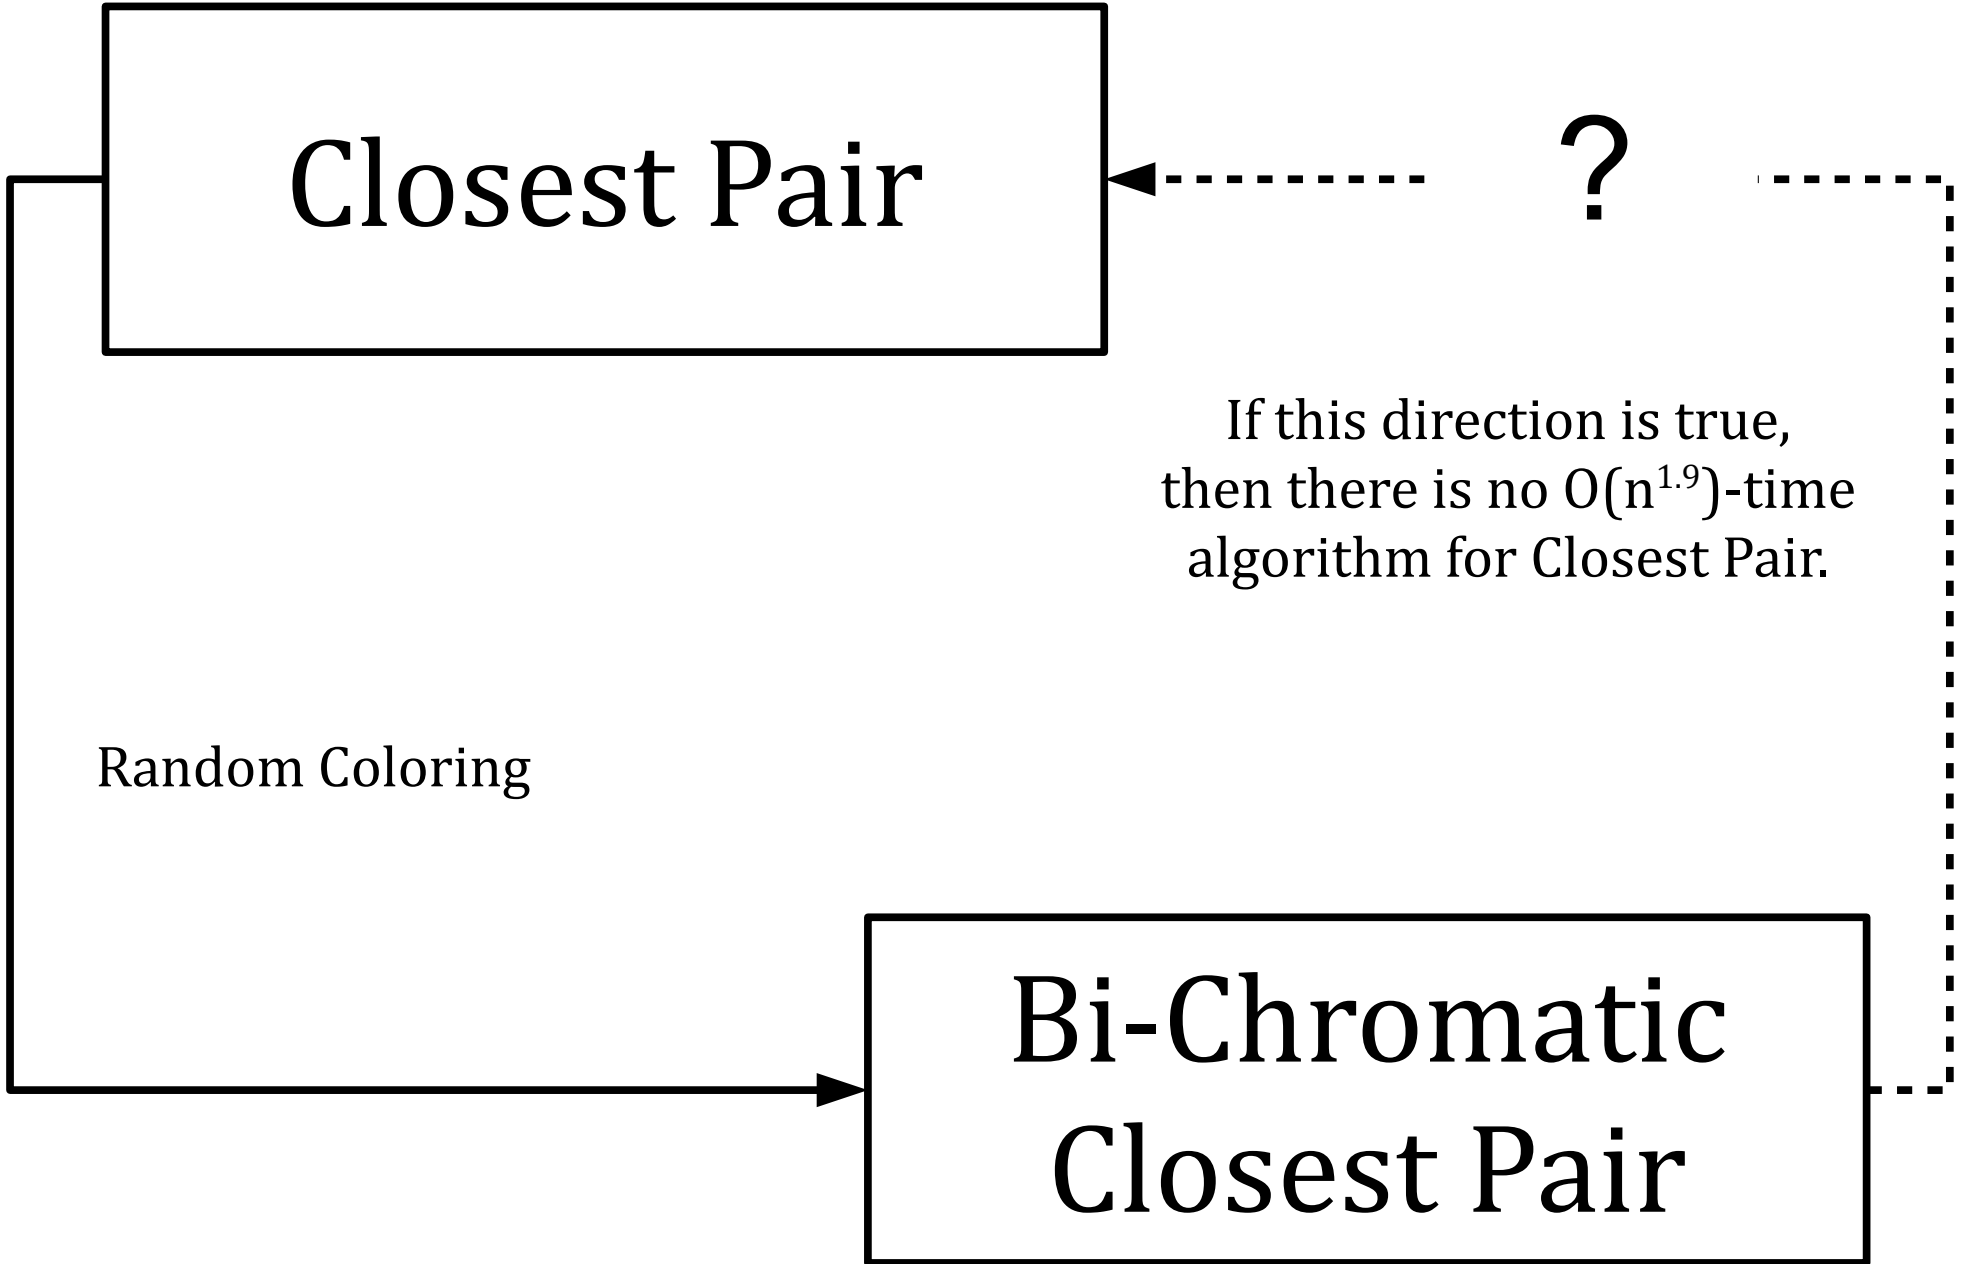 Closest Pair
?
If this direction is true,
then there is no O(n^1.9)-time
algorithm for Closest Pair.
Random Coloring
Bi-Chromatic
Closest Pair